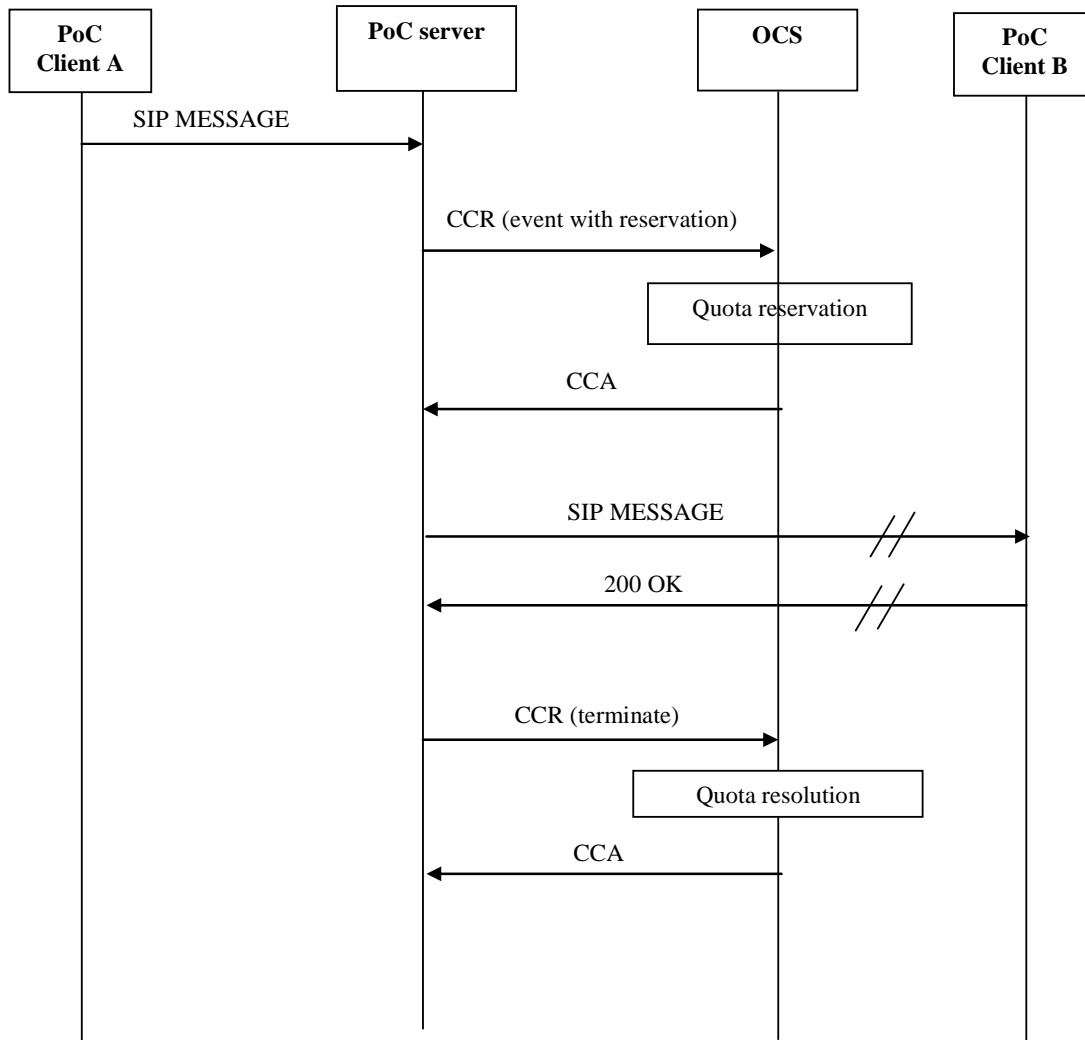 PoC
Client A
PoC server
OCS
PoC
Client B
SIP MESSAGE
CCR (event with reservation)
Quota reservation
CCA
SIP MESSAGE
200 OK
CCR (terminate)
Quota resolution
CCA